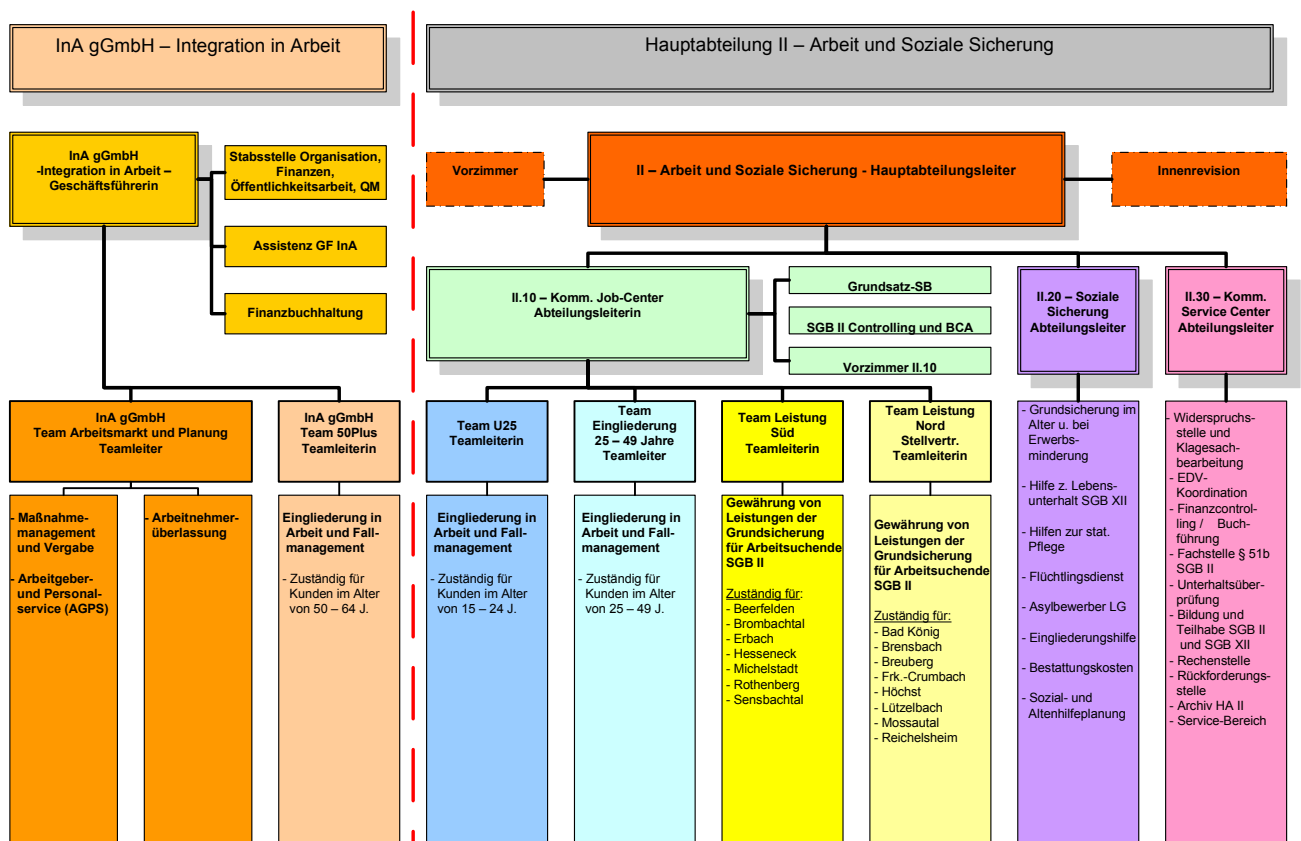 InA gGmbH – Integration in Arbeit
Hauptabteilung II – Arbeit und Soziale Sicherung
InA gGmbH
-Integration in Arbeit –
Geschäftsführerin
Stabsstelle Organisation,
Finanzen,
Öffentlichkeitsarbeit, QM
Assistenz GF InA
Finanzbuchhaltung
Vorzimmer
II – Arbeit und Soziale Sicherung - Hauptabteilungsleiter
Innenrevision
II.10 – Komm. Job-Center
Abteilungsleiterin
Grundsatz-SB
SGB II Controlling und BCA
Vorzimmer II.10
II.20 – Soziale
Sicherung
Abteilungsleiter
II.30 – Komm.
Service Center
Abteilungsleiter
InA gGmbH
Team Arbeitsmarkt und Planung
Teamleiter
InA gGmbH
Team 50Plus
Teamleiterin
Team U25
Teamleiterin
Team
Eingliederung
25 – 49 Jahre
Teamleiter
Team Leistung
Süd
Teamleiterin
Team Leistung
Nord
Stellvertr.
Teamleiterin
- Maßnahme-
management
und Vergabe
- Arbeitgeber-
und Personal-
service (AGPS)
- Arbeitnehmer-
überlassung
Eingliederung in
Arbeit und Fall-
management
- Zuständig für
Kunden im Alter
von 50 – 64 J.
Eingliederung in
Arbeit und Fall-
management
- Zuständig für
Kunden im Alter
von 15 – 24 J.
Eingliederung in
Arbeit und Fall-
management
- Zuständig für
Kunden im Alter
von 25 – 49 J.
Gewährung von
Leistungen der
Grundsicherung
für Arbeitsuchende
SGB II
Zuständig für:
- Beerfelden
- Brombachtal
- Erbach
- Hesseneck
- Michelstadt
- Rothenberg
- Sensbachtal
Gewährung von
Leistungen der
Grundsicherung
für Arbeitsuchende
SGB II
Zuständig für:
- Bad König
- Brensbach
- Breuberg
- Frk.-Crumbach
- Höchst
- Lützelbach
- Mossautal
- Reichelsheim
- Grundsicherung im
Alter u. bei
Erwerbs-
minderung
- Hilfe z. Lebens-
unterhalt SGB XII
- Hilfen zur stat.
Pflege
- Flüchtlingsdienst
- Asylbewerber LG
- Eingliederungshilfe
- Bestattungskosten
- Sozial- und
Altenhilfeplanung
- Widerspruchs-
stelle und
Klagesach-
bearbeitung
- EDV-
Koordination
- Finanzcontrol-
ling / Buch-
führung
- Fachstelle § 51b
SGB II
- Unterhaltsüber-
prüfung
- Bildung und
Teilhabe SGB II
und SGB XII
- Rechenstelle
- Rückforderungs-
stelle
- Archiv HA II
- Service-Bereich